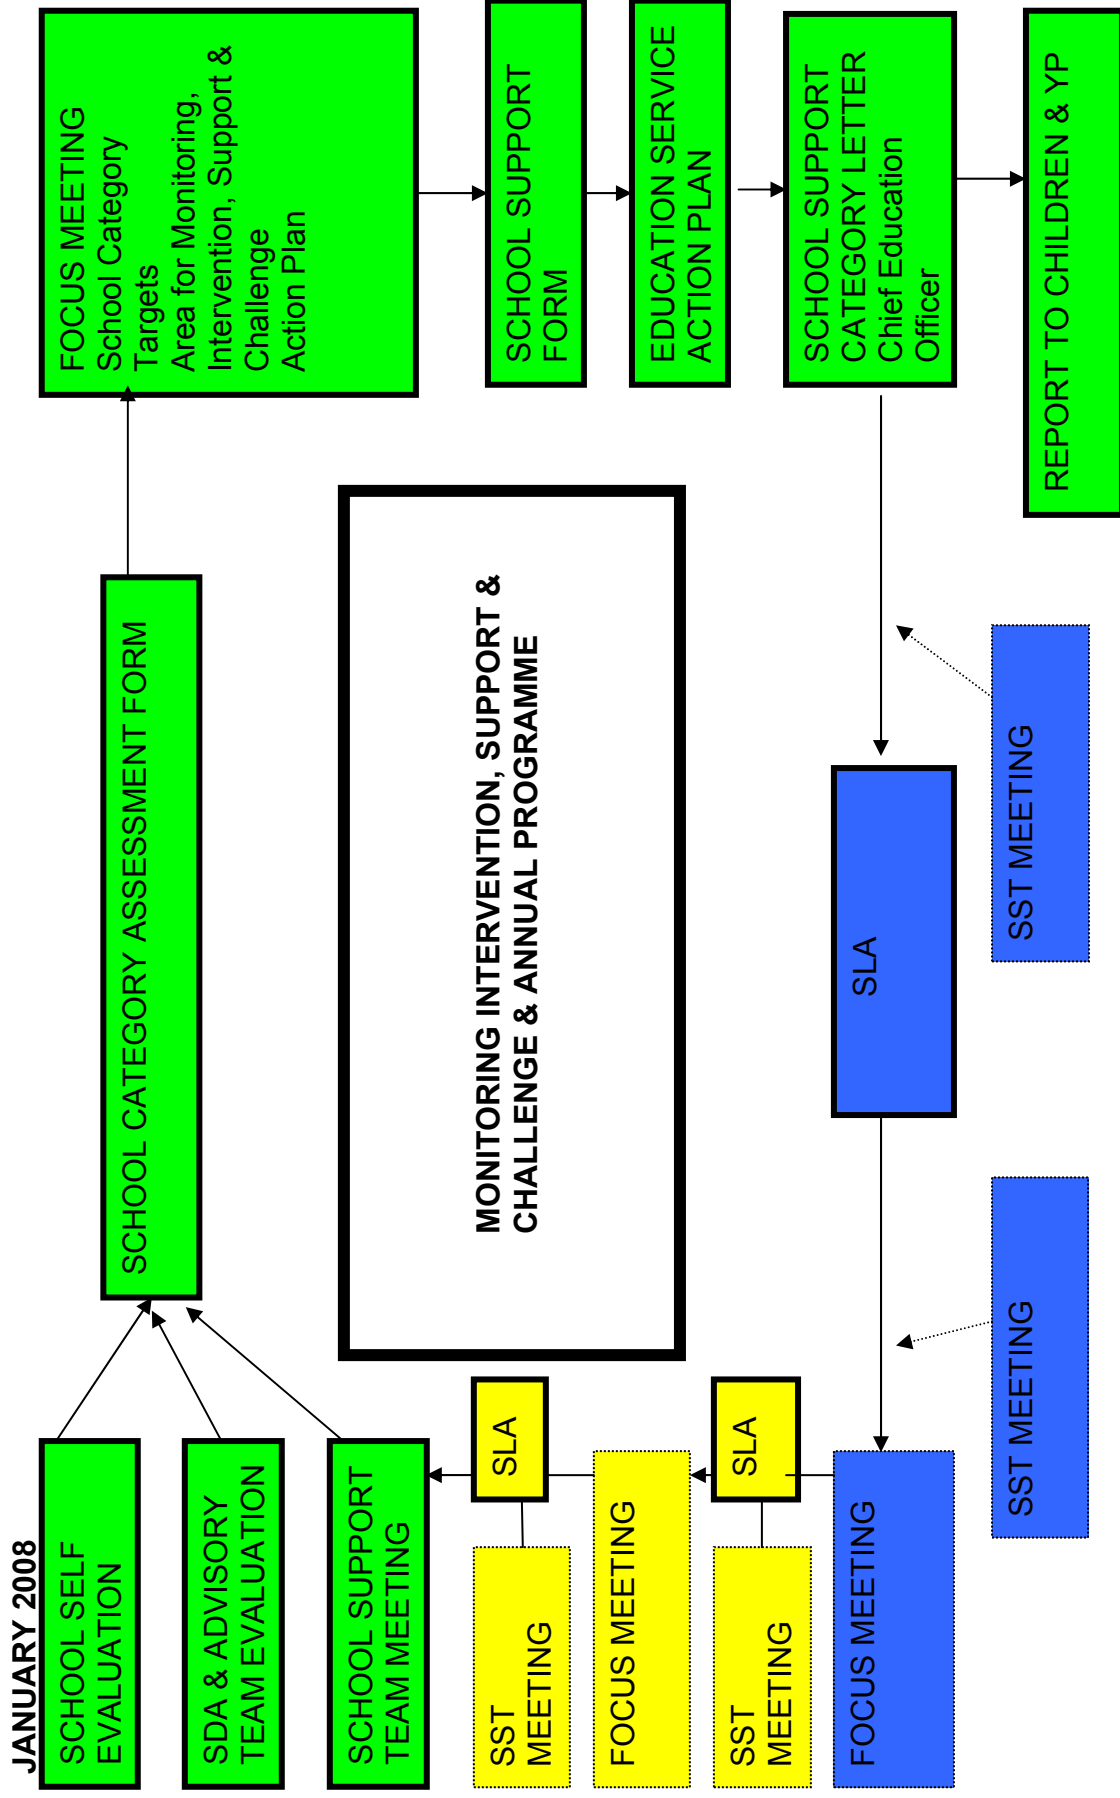 JANUARY 2008
SCHOOL SELF
EVALUATION
SDA & ADVISORY
TEAM EVALUATION
SCHOOL SUPPORT
TEAM MEETING
SCHOOL CATEGORY ASSESSMENT FORM
FOCUS MEETING
School Category
Targets
Area for Monitoring,
Intervention, Support &
Challenge
Action Plan
SCHOOL SUPPORT
FORM
EDUCATION SERVICE
ACTION PLAN
SCHOOL SUPPORT
CATEGORY LETTER
Chief Education
Officer
REPORT TO CHILDREN & YP
MONITORING INTERVENTION, SUPPORT &
CHALLENGE & ANNUAL PROGRAMME
SST MEETING
SLA
SST MEETING
FOCUS MEETING
SST
MEETING
SLA
FOCUS MEETING
SST
MEETING
SLA